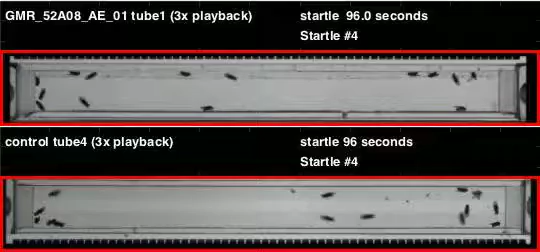 GMR_52A08_AE_01 tube1 (3x playback) startle 96.0 seconds
Startle #4
control tube4 (3x playback) startle 96 seconds
Startle #4